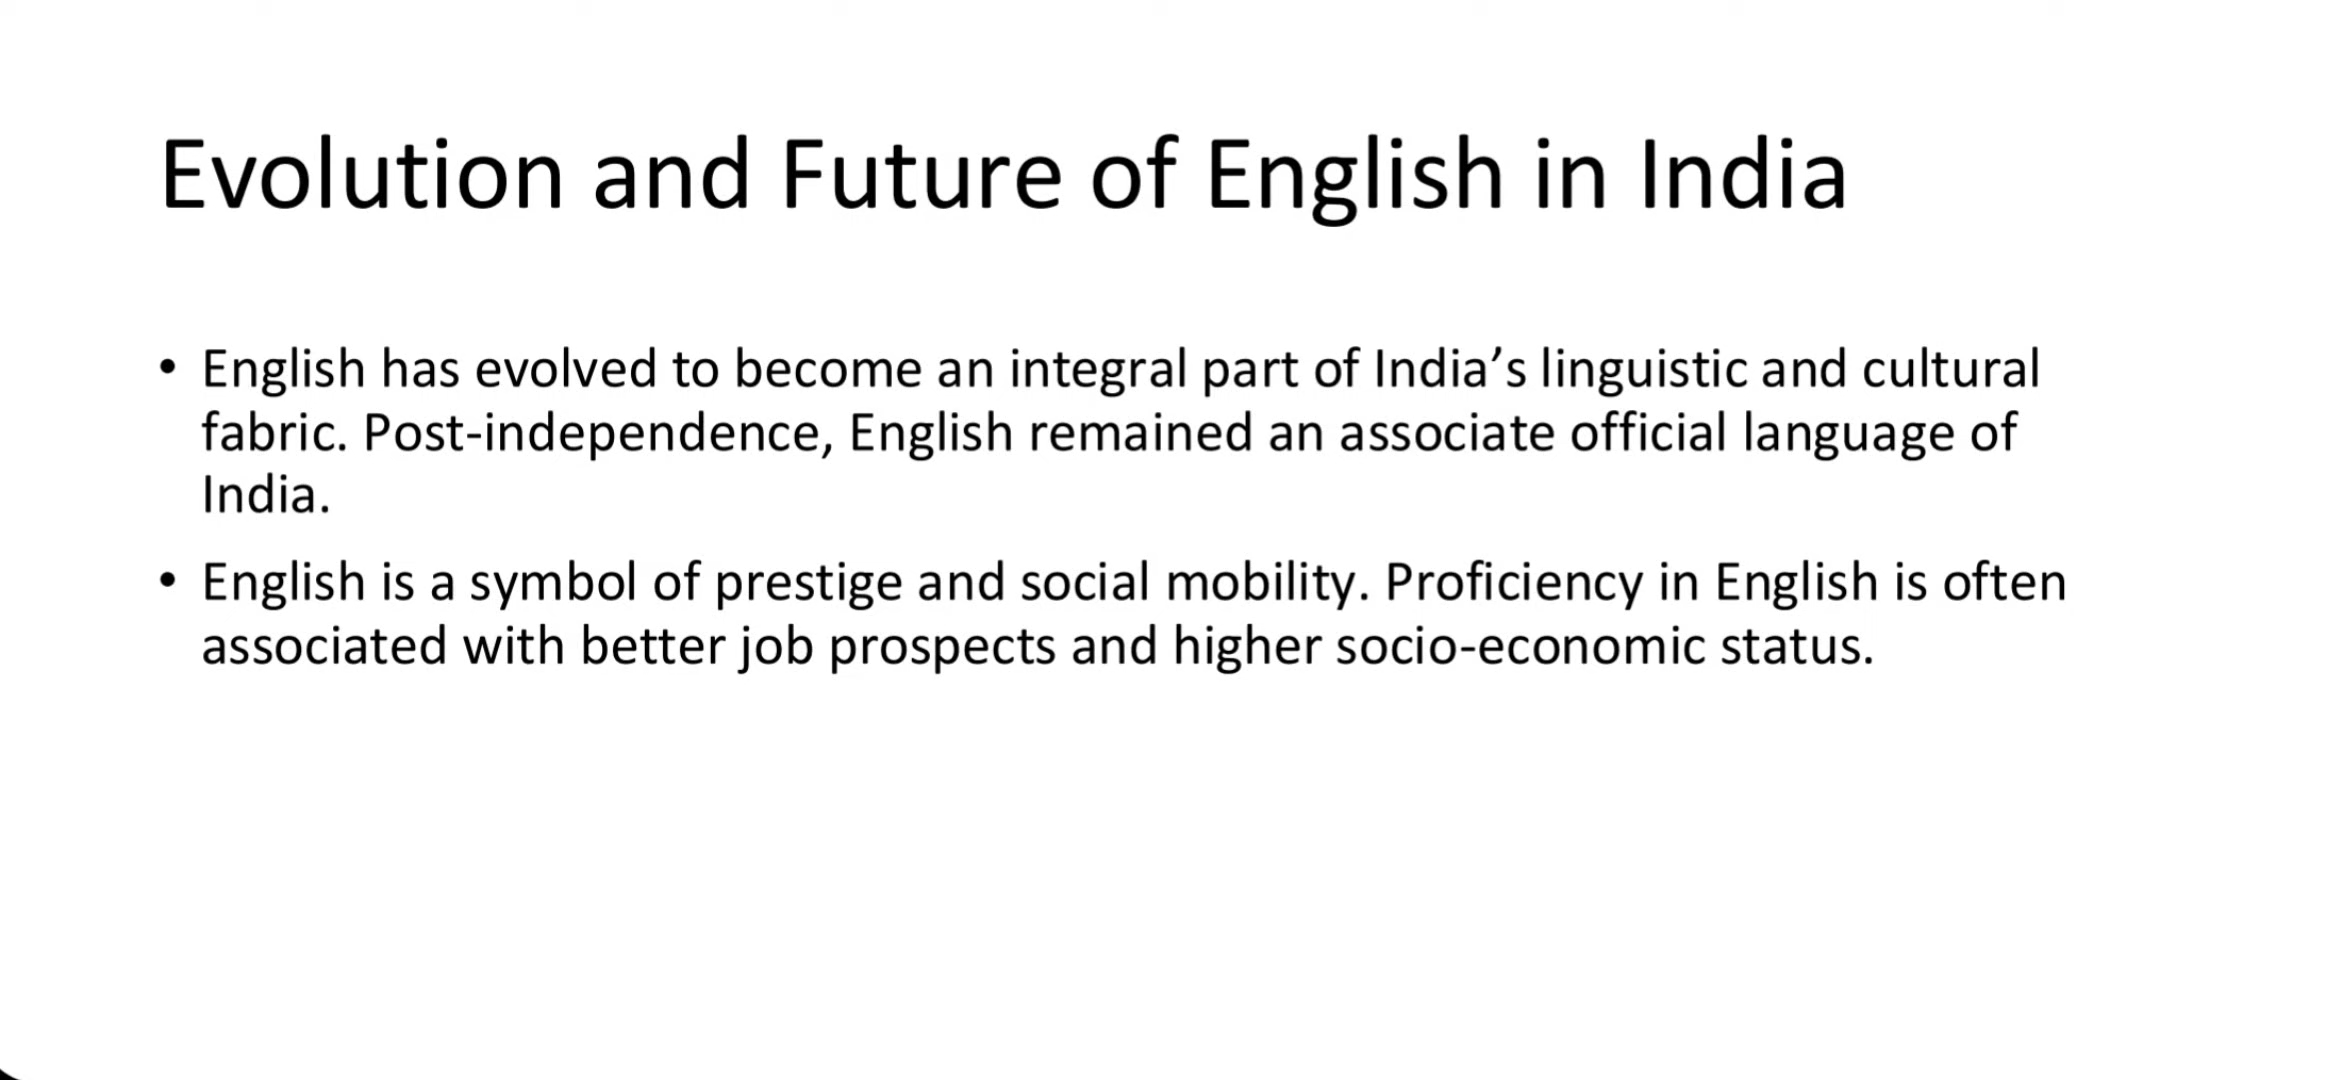 Evolution and Future of English in India
• English has evolved to become an integral part of India’s linguistic and cultural
fabric. Post-independence, English remained an associate official language of
India.
• English is a symbol of prestige and social mobility. Proficiency in English is often
associated with better job prospects and higher socio-economic status.